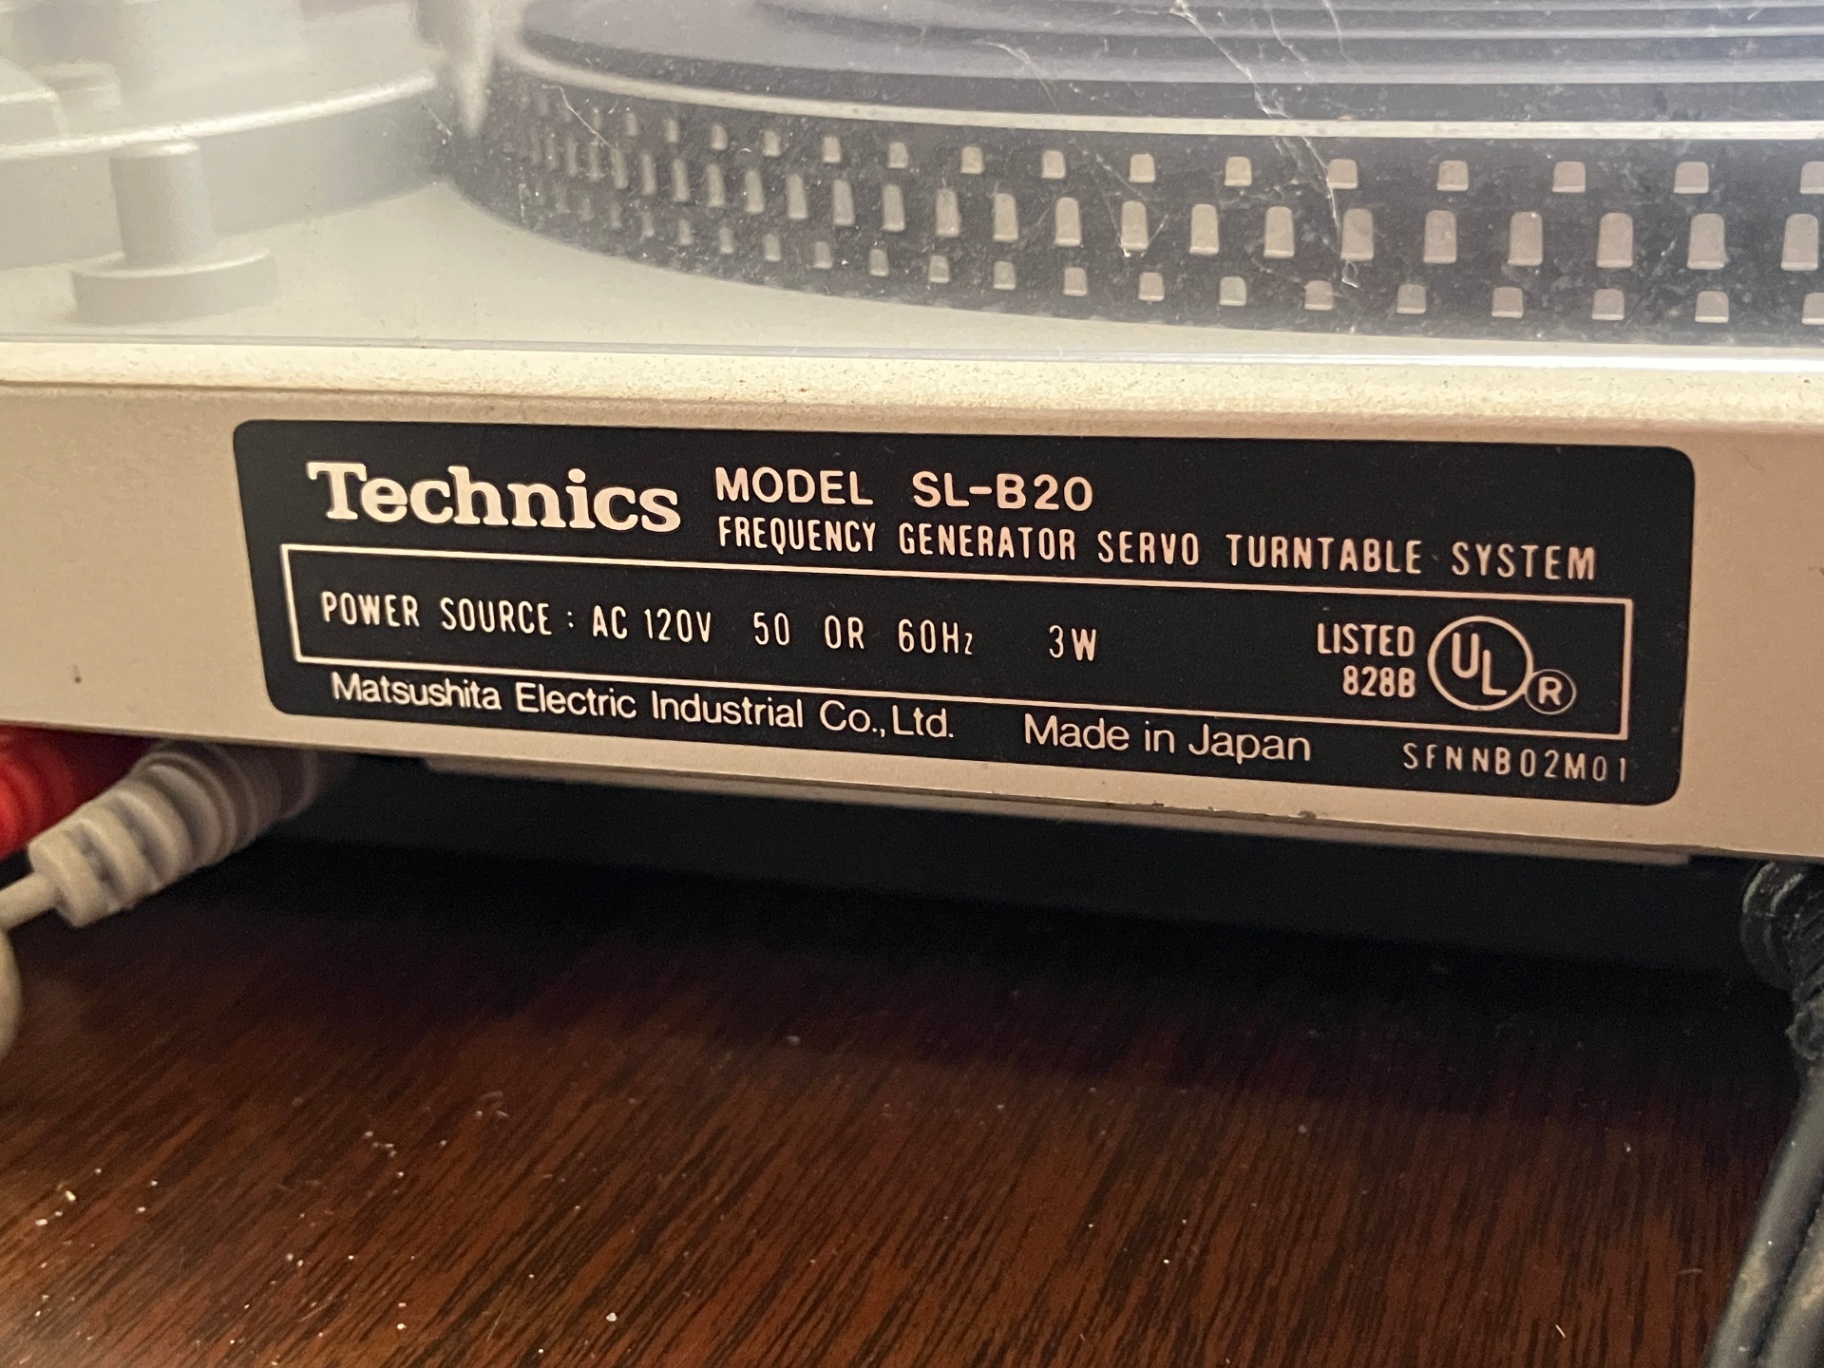 Technics MODEL SL-B20
FREQUENCY GENERATOR SERVO TURNTABLE SYSTEM
POWER SOURCE : AC 120V 50 OR 60Hz 3W
LISTED
828B
UL
R
Matsushita Electric Industrial Co., Ltd. Made in Japan SFNNB02M01